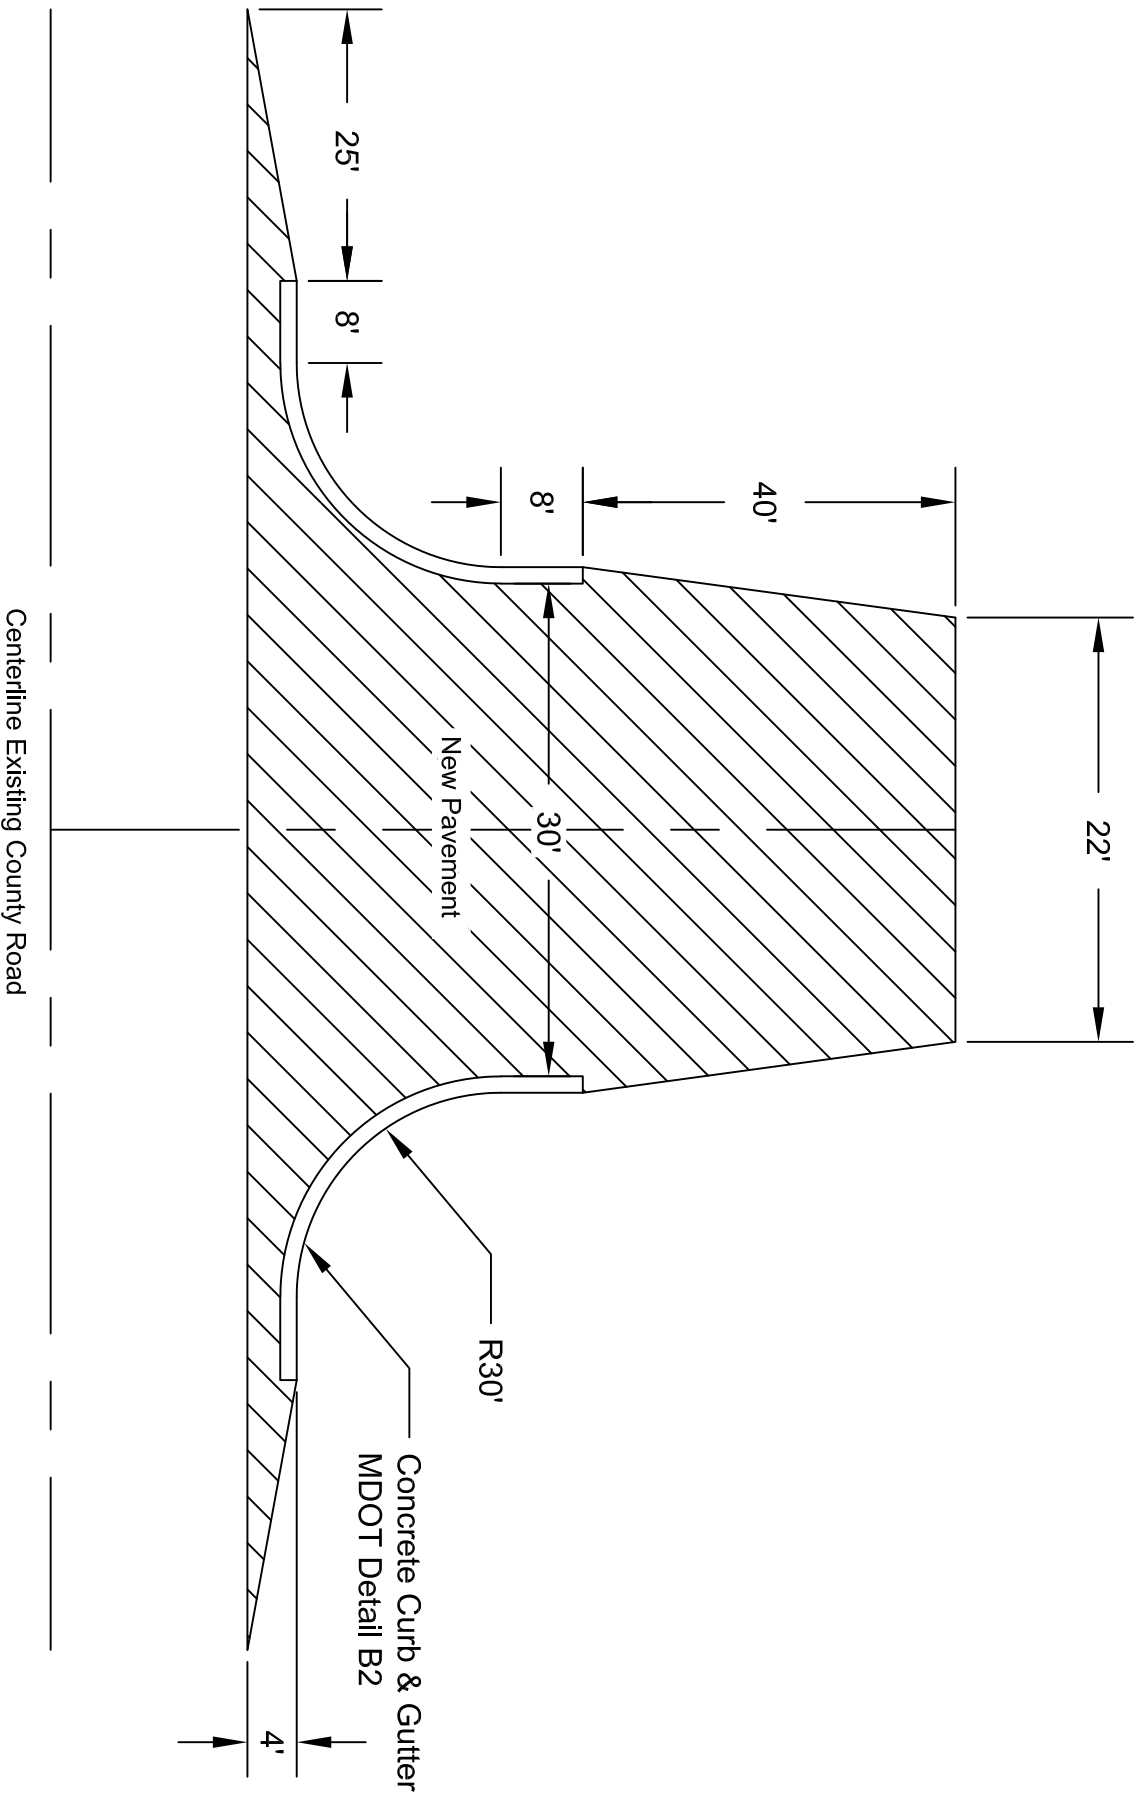 22'
40'
8'
30'
New Pavement
25'
8'
R30'
Concrete Curb & Gutter
MDOT Detail B2
4'
Centerline Existing County Road